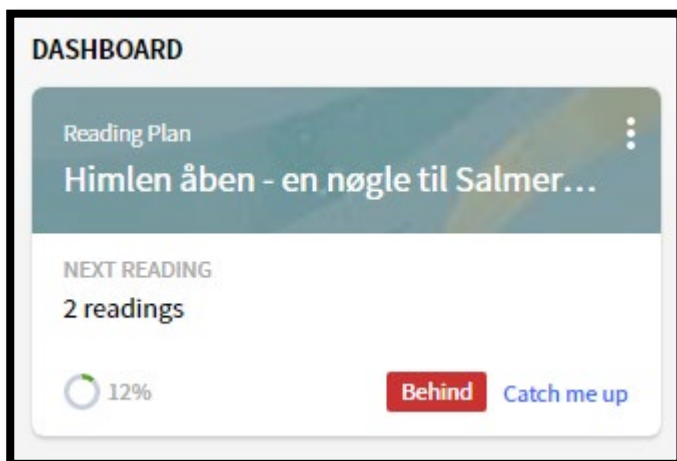 DASHBOARD
Reading Plan
Himlen åben - en nøgle til Salmer...
NEXT READING
2 readings
12%
Behind Catch me up